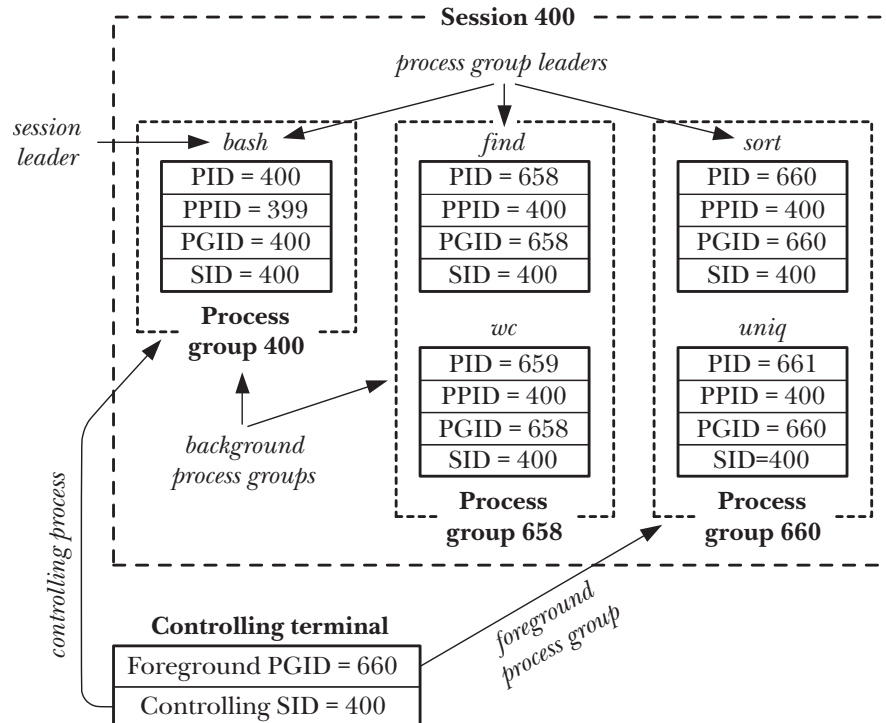 Session 400
process group leaders
session
leader
bash
PID = 400
PPID = 399
PGID = 400
SID = 400
Process
group 400
find
PID = 658
PPID = 400
PGID = 658
SID = 400
wc
PID = 659
PPID = 400
PGID = 658
SID = 400
Process
group 658
sort
PID = 660
PPID = 400
PGID = 660
SID = 400
uniq
PID = 661
PPID = 400
PGID = 660
SID=400
Process
group 660
background
process groups
controlling process
foreground
process group
Controlling terminal
Foreground PGID = 660
Controlling SID = 400